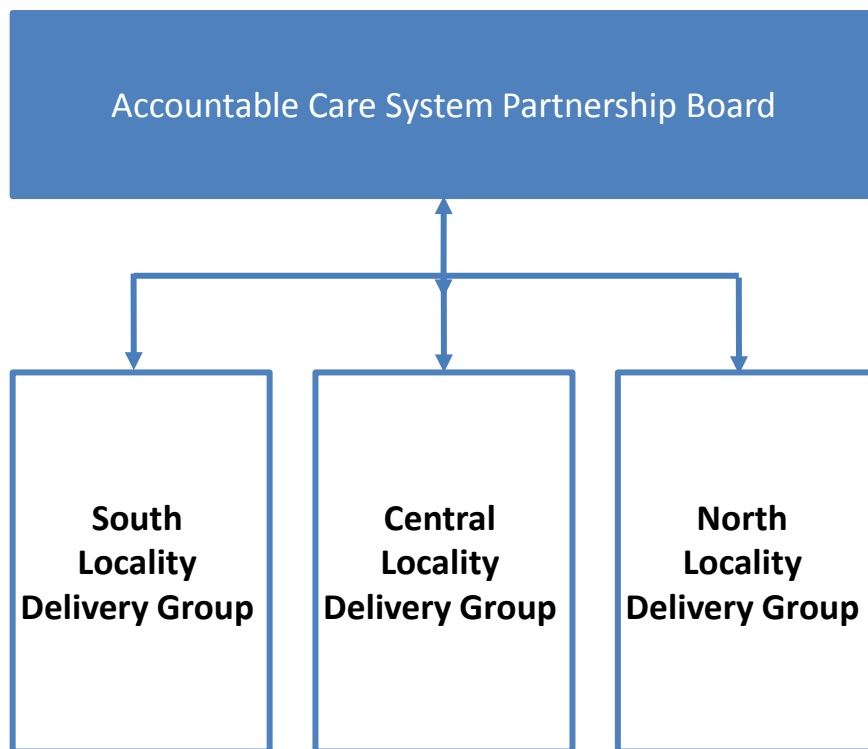 Accountable Care System Partnership Board
South
Locality
Delivery Group
Central
Locality
Delivery Group
North
Locality
Delivery Group